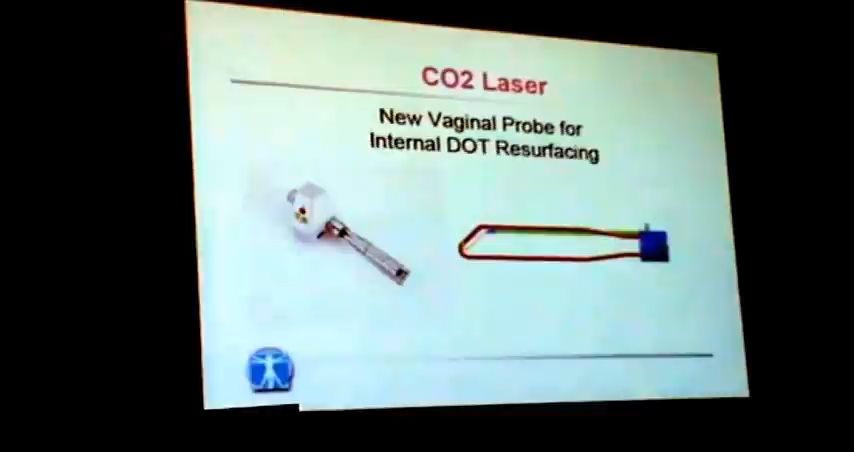 CO2 Laser
New Vaginal Probe for
Internal DOT Resurfacing